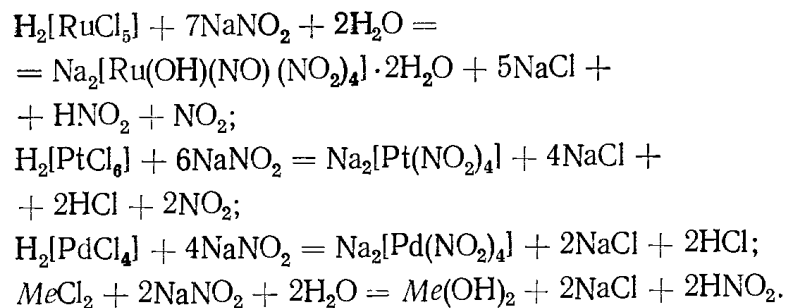 H₂[RuCl₅] + 7NaNO₂ + 2H₂O =
= Na₂[Ru(OH)(NO)(NO₂)₄]·2H₂O + 5NaCl +
+ HNO₂ + NO₂;
H₂[PtCl₆] + 6NaNO₂ = Na₂[Pt(NO₂)₄] + 4NaCl +
+ 2HCl + 2NO₂;
H₂[PdCl₄] + 4NaNO₂ = Na₂[Pd(NO₂)₄] + 2NaCl + 2HCl;
MeCl₂ + 2NaNO₂ + 2H₂O = Me(OH)₂ + 2NaCl + 2HNO₂.